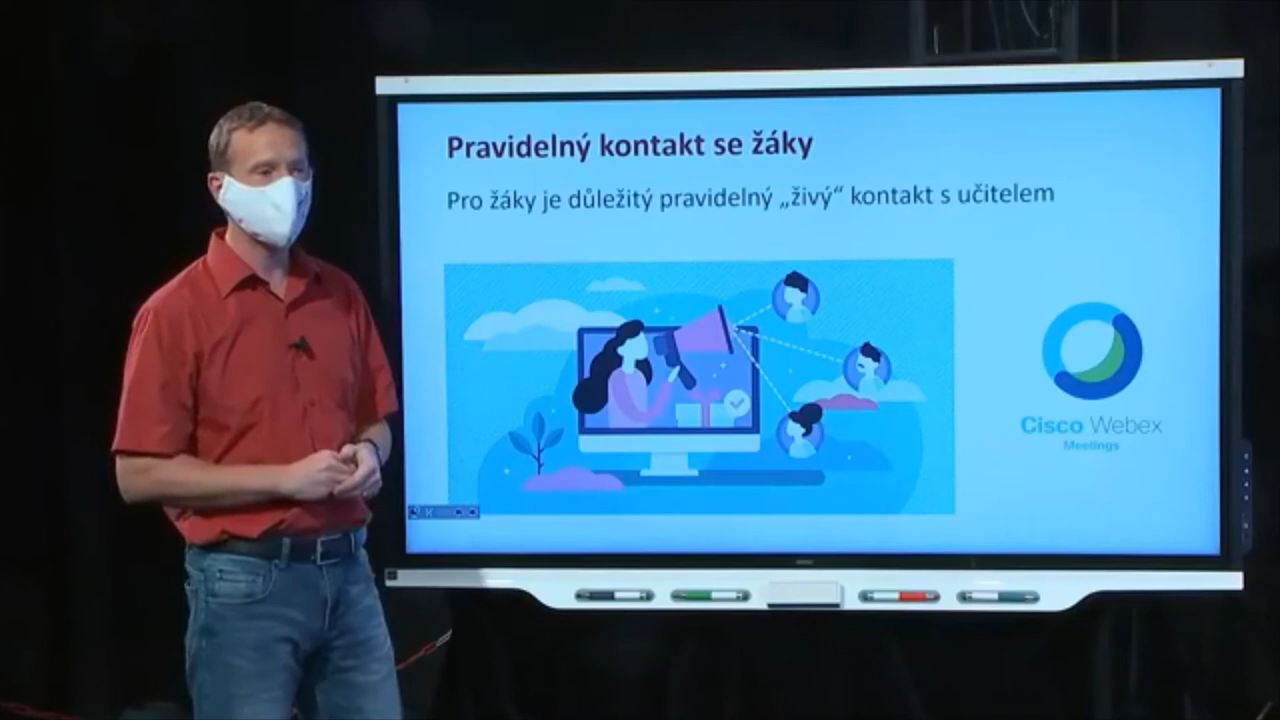 Pravidelný kontakt se žáky
Pro žáky je důležitý pravidelný „živý“ kontakt s učitelem
Cisco Webex
Meetings